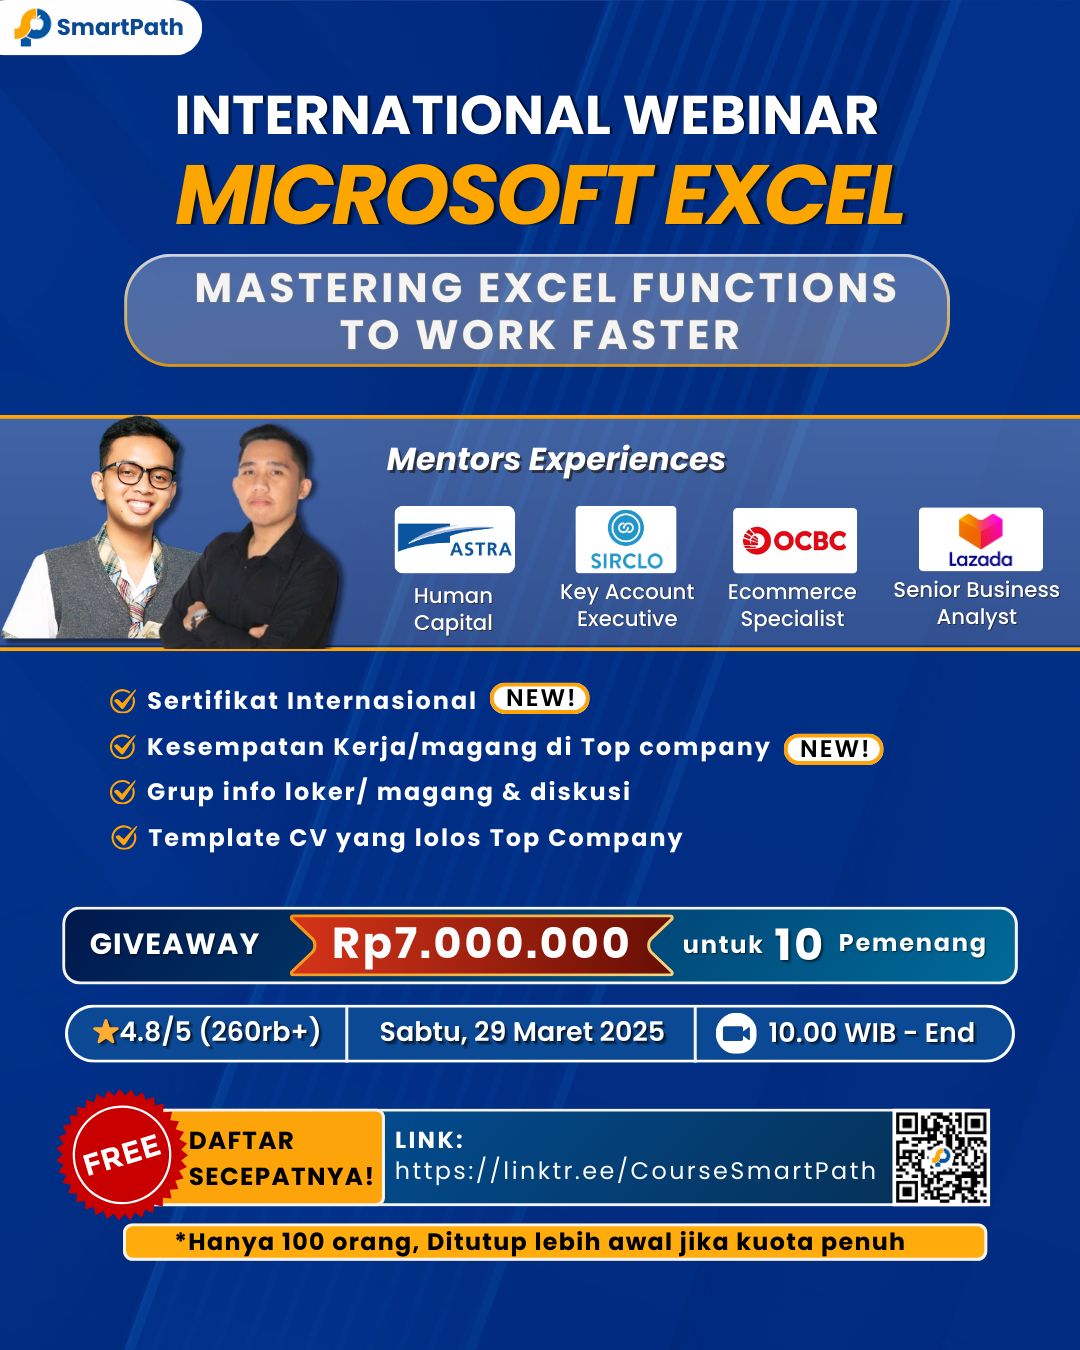 SmartPath
INTERNATIONAL WEBINAR
MICROSOFT EXCEL
MASTERING EXCEL FUNCTIONS
TO WORK FASTER
Mentors Experiences
ASTRA
Human
Capital
SIRCLO
Key Account
Executive
OCBC
Ecommerce
Specialist
Lazada
Senior Business
Analyst
Sertifikat Internasional NEW!
Kesempatan Kerja/magang di Top company NEW!
Grup info loker/ magang & diskusi
Template CV yang lolos Top Company
GIVEAWAY Rp7.000.000 untuk 10 Pemenang
4.8/5 (260rb+) Sabtu, 29 Maret 2025 10.00 WIB - End
FREE
DAFTAR
SECEPATNYA!
LINK:
https://linktr.ee/CourseSmartPath
*Hanya 100 orang, Ditutup lebih awal jika kuota penuh